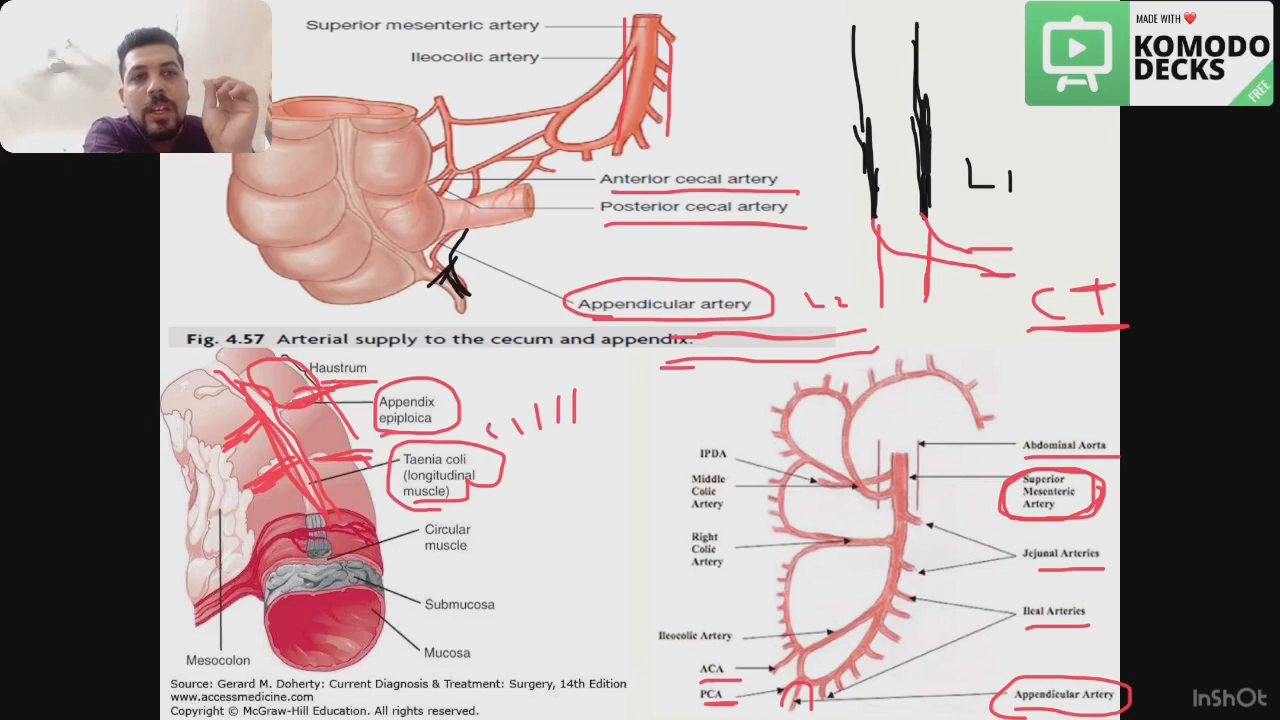 Superior mesenteric artery
Ileocolic artery
MADE WITH
KOMODO
DECKS
FREE
L1
Anterior cecal artery
Posterior cecal artery
Appendicular artery
L2
CT
Fig. 4.57 Arterial supply to the cecum and appendix.
Haustrum
Appendix
epiploica
Taenia coli
(longitudinal
muscle)
Circular
muscle
Submucosa
Mucosa
Mesocolon
Source: Gerard M. Doherty: Current Diagnosis & Treatment: Surgery, 14th Edition
www.accessmedicine.com
Copyright © McGraw-Hill Education. All rights reserved.
IPDA
Middle
Colic
Artery
Right
Colic
Artery
Ileocolic Artery
ACA
PCA
Abdominal Aorta
Superior
Mesenteric
Artery
Jejunal Arteries
Ileal Arteries
Appendicular Artery
InShOt